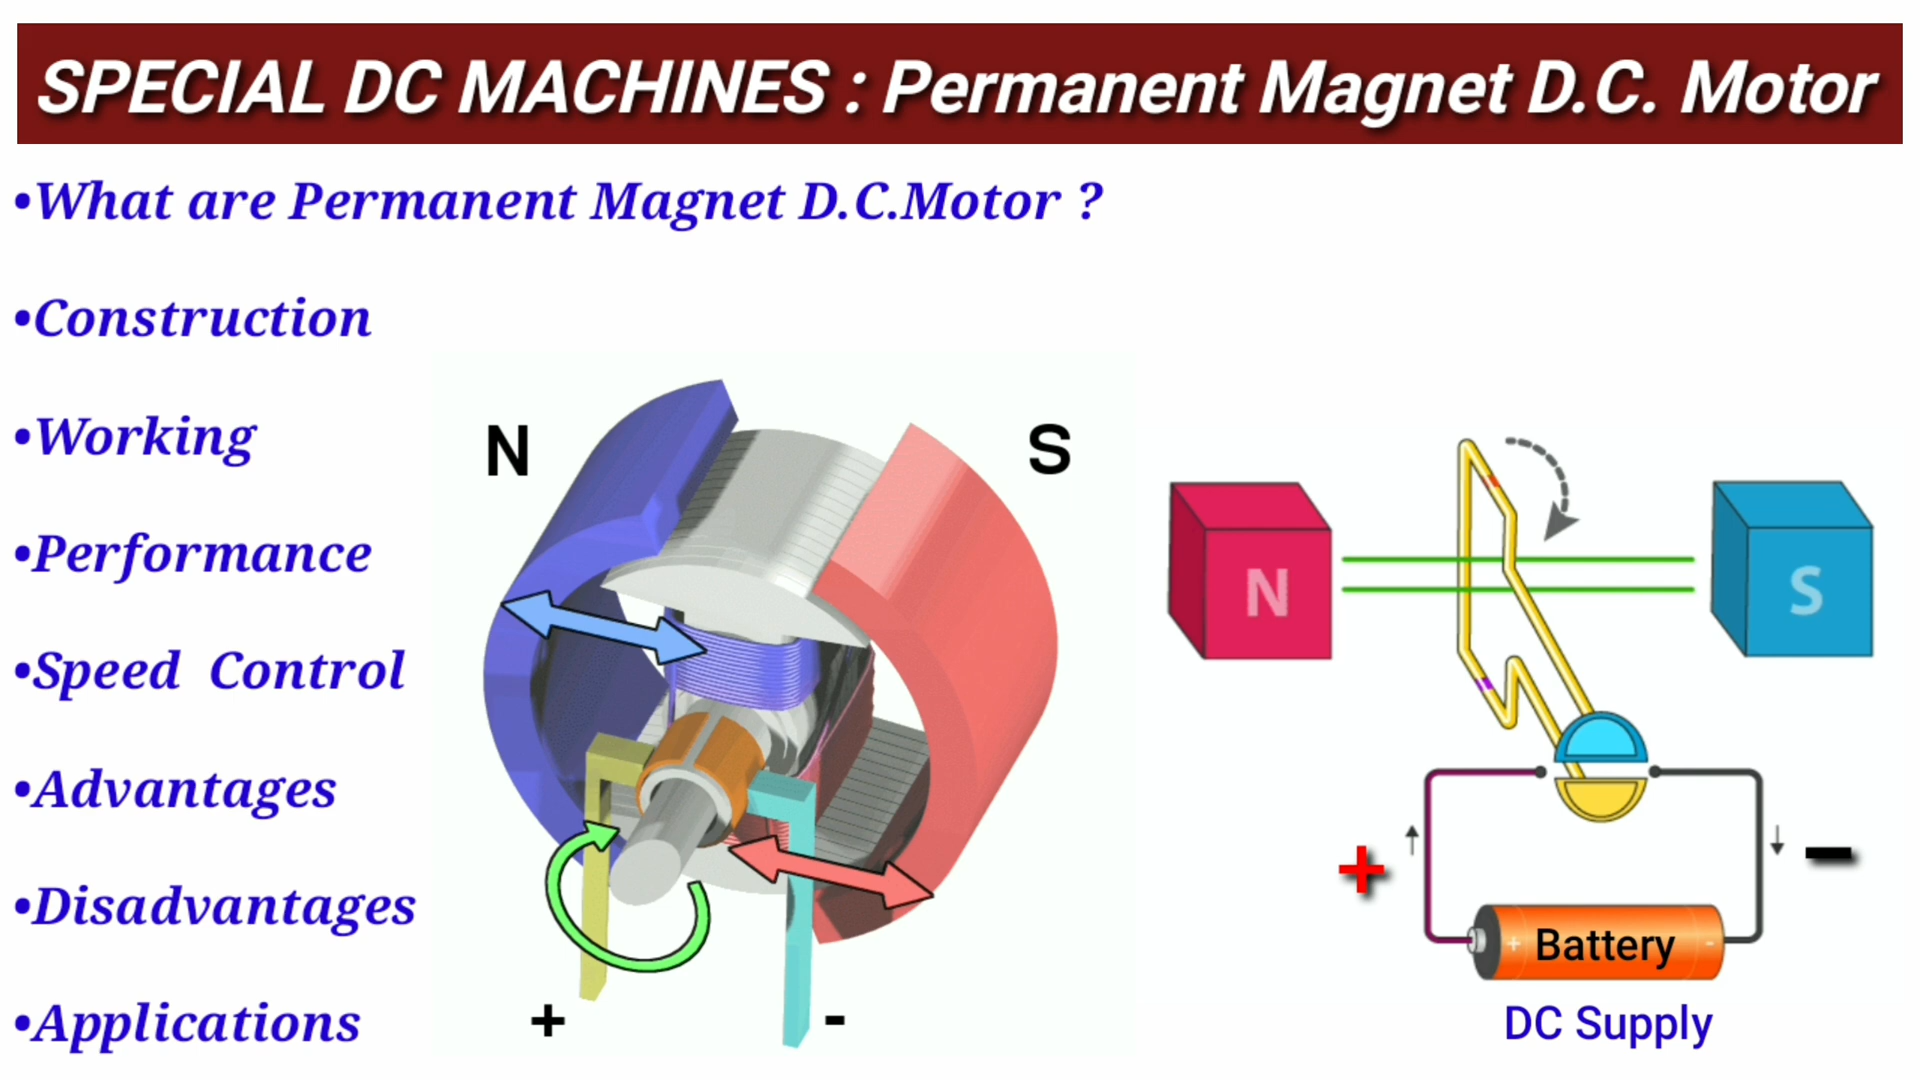 SPECIAL DC MACHINES : Permanent Magnet D.C. Motor
•What are Permanent Magnet D.C.Motor ?
•Construction
•Working
•Performance
•Speed Control
•Advantages
•Disadvantages
•Applications
N
S
+
-
N
S
+
−
+ Battery -
DC Supply